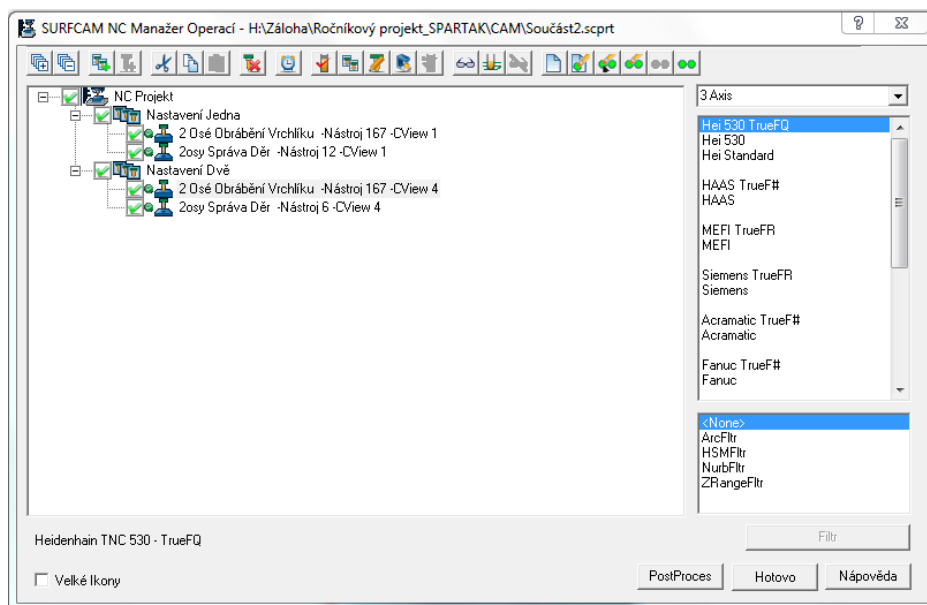 SURFCAM NC Manažer Operací - H:\Záloha\Ročníkový projekt_SPARTAK\CAM\Součást2.scprt
NC Projekt
Nastavení Jedna
2 Osé Obrábění Vrchlíku -Nástroj 167 -CView 1
2osy Správa Děr -Nástroj 12 -CView 1
Nastavení Dvě
2 Osé Obrábění Vrchlíku -Nástroj 167 -CView 4
2osy Správa Děr -Nástroj 6 -CView 4
3 Axis
Hei 530 TrueFQ
Hei 530
Hei Standard
HAAS TrueF#
HAAS
MEFI TrueFR
MEFI
Siemens TrueFR
Siemens
Acramatic TrueF#
Acramatic
Fanuc TrueF#
Fanuc
<None>
ArcFltr
HSMFltr
NurbFltr
ZRangeFltr
Heidenhain TNC 530 - TrueFQ
Filtr
Velké Ikony
PostProces
Hotovo
Nápověda